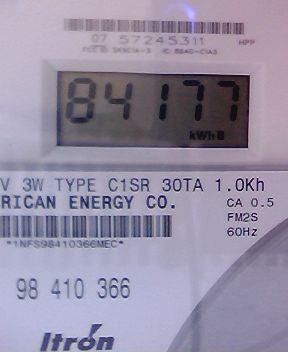 07 57245311 HPP
84177
kWh
V 3W TYPE C1SR 30TA 1.0Kh
RICAN ENERGY CO. CA 0.5
FM2S
*1NFS98410366MEC* 60Hz
98 410 366
Itron